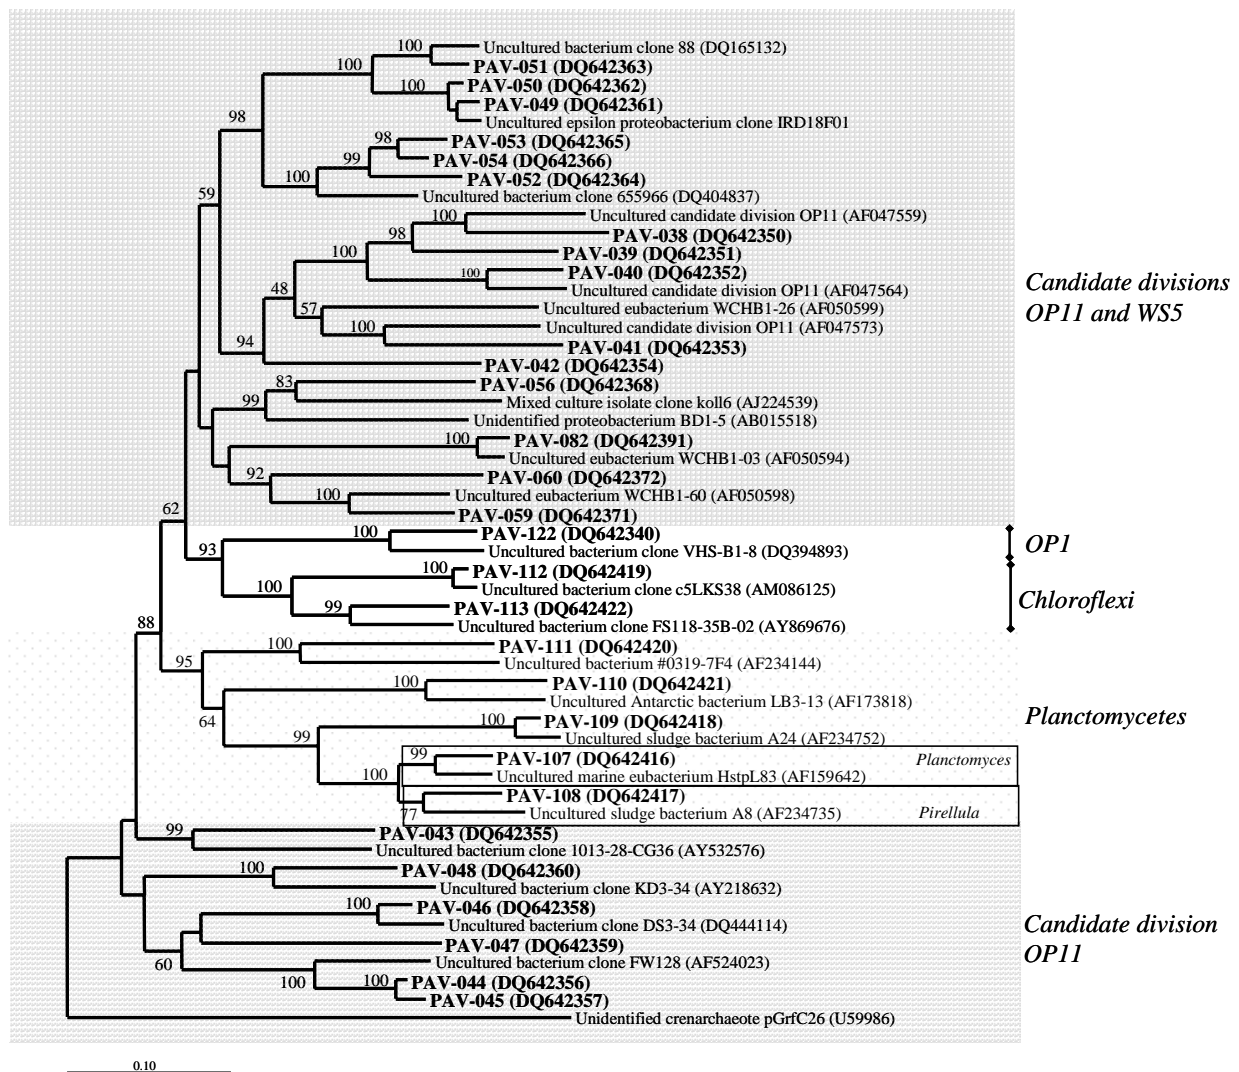 100
Uncultured bacterium clone 88 (DQ165132)
100
PAV-051 (DQ642363)
100
PAV-050 (DQ642362)
PAV-049 (DQ642361)
98
Uncultured epsilon proteobacterium clone IRD18F01
98
PAV-053 (DQ642365)
99
PAV-054 (DQ642366)
100
PAV-052 (DQ642364)
59
Uncultured bacterium clone 655966 (DQ404837)
100
Uncultured candidate division OP11 (AF047559)
98
PAV-038 (DQ642350)
100
PAV-039 (DQ642351)
100
PAV-040 (DQ642352)
48
Uncultured candidate division OP11 (AF047564)
57
Uncultured eubacterium WCHB1-26 (AF050599)
100
Uncultured candidate division OP11 (AF047573)
94
PAV-041 (DQ642353)
PAV-042 (DQ642354)
Candidate divisions
OP11 and WS5
83
PAV-056 (DQ642368)
99
Mixed culture isolate clone koll6 (AJ224539)
Unidentified proteobacterium BD1-5 (AB015518)
100
PAV-082 (DQ642391)
Uncultured eubacterium WCHB1-03 (AF050594)
92
PAV-060 (DQ642372)
100
Uncultured eubacterium WCHB1-60 (AF050598)
62
PAV-059 (DQ642371)
100
PAV-122 (DQ642340)
93
Uncultured bacterium clone VHS-B1-8 (DQ394893)
OP1
100
PAV-112 (DQ642419)
100
Uncultured bacterium clone c5LKS38 (AM086125)
99
PAV-113 (DQ642422)
Chloroflexi
88
Uncultured bacterium clone FS118-35B-02 (AY869676)
100
PAV-111 (DQ642420)
95
Uncultured bacterium #0319-7F4 (AF234144)
100
PAV-110 (DQ642421)
Uncultured Antarctic bacterium LB3-13 (AF173818)
64
100
PAV-109 (DQ642418)
Planctomycetes
99
Uncultured sludge bacterium A24 (AF234752)
99
PAV-107 (DQ642416)
Planctomyces
100
Uncultured marine eubacterium HstpL83 (AF159642)
PAV-108 (DQ642417)
77
Uncultured sludge bacterium A8 (AF234735)
Pirellula
99
PAV-043 (DQ642355)
Uncultured bacterium clone 1013-28-CG36 (AY532576)
100
PAV-048 (DQ642360)
Uncultured bacterium clone KD3-34 (AY218632)
100
PAV-046 (DQ642358)
Uncultured bacterium clone DS3-34 (DQ444114)
PAV-047 (DQ642359)
Candidate division
OP11
60
Uncultured bacterium clone FW128 (AF524023)
100
100
PAV-044 (DQ642356)
PAV-045 (DQ642357)
Unidentified crenarchaeote pGrfC26 (U59986)
0.10